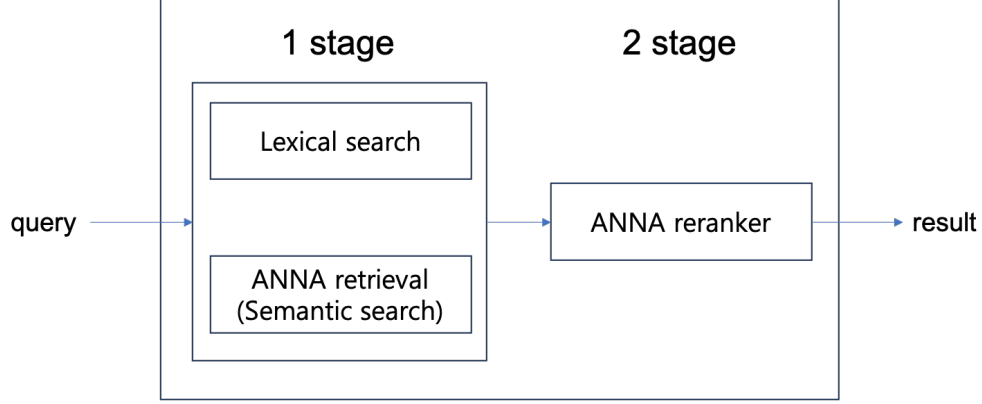 1 stage
2 stage
Lexical search
query
ANNA retrieval
(Semantic search)
ANNA reranker
result